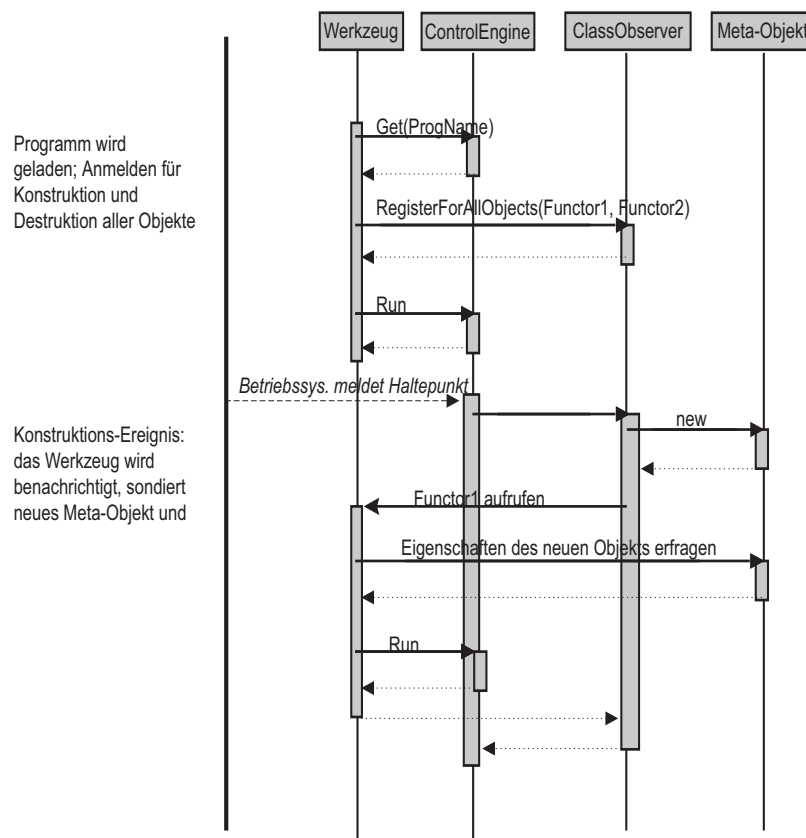 Werkzeug
ControlEngine
ClassObserver
Meta-Objekt
Programm wird
geladen; Anmelden für
Konstruktion und
Destruktion aller Objekte
Get(ProgName)
RegisterForAllObjects(Functor1, Functor2)
Run
Betriebssys. meldet Haltepunkt
Konstruktions-Ereignis:
das Werkzeug wird
benachrichtigt, sondiert
neues Meta-Objekt und
new
Functor1 aufrufen
Eigenschaften des neuen Objekts erfragen
Run